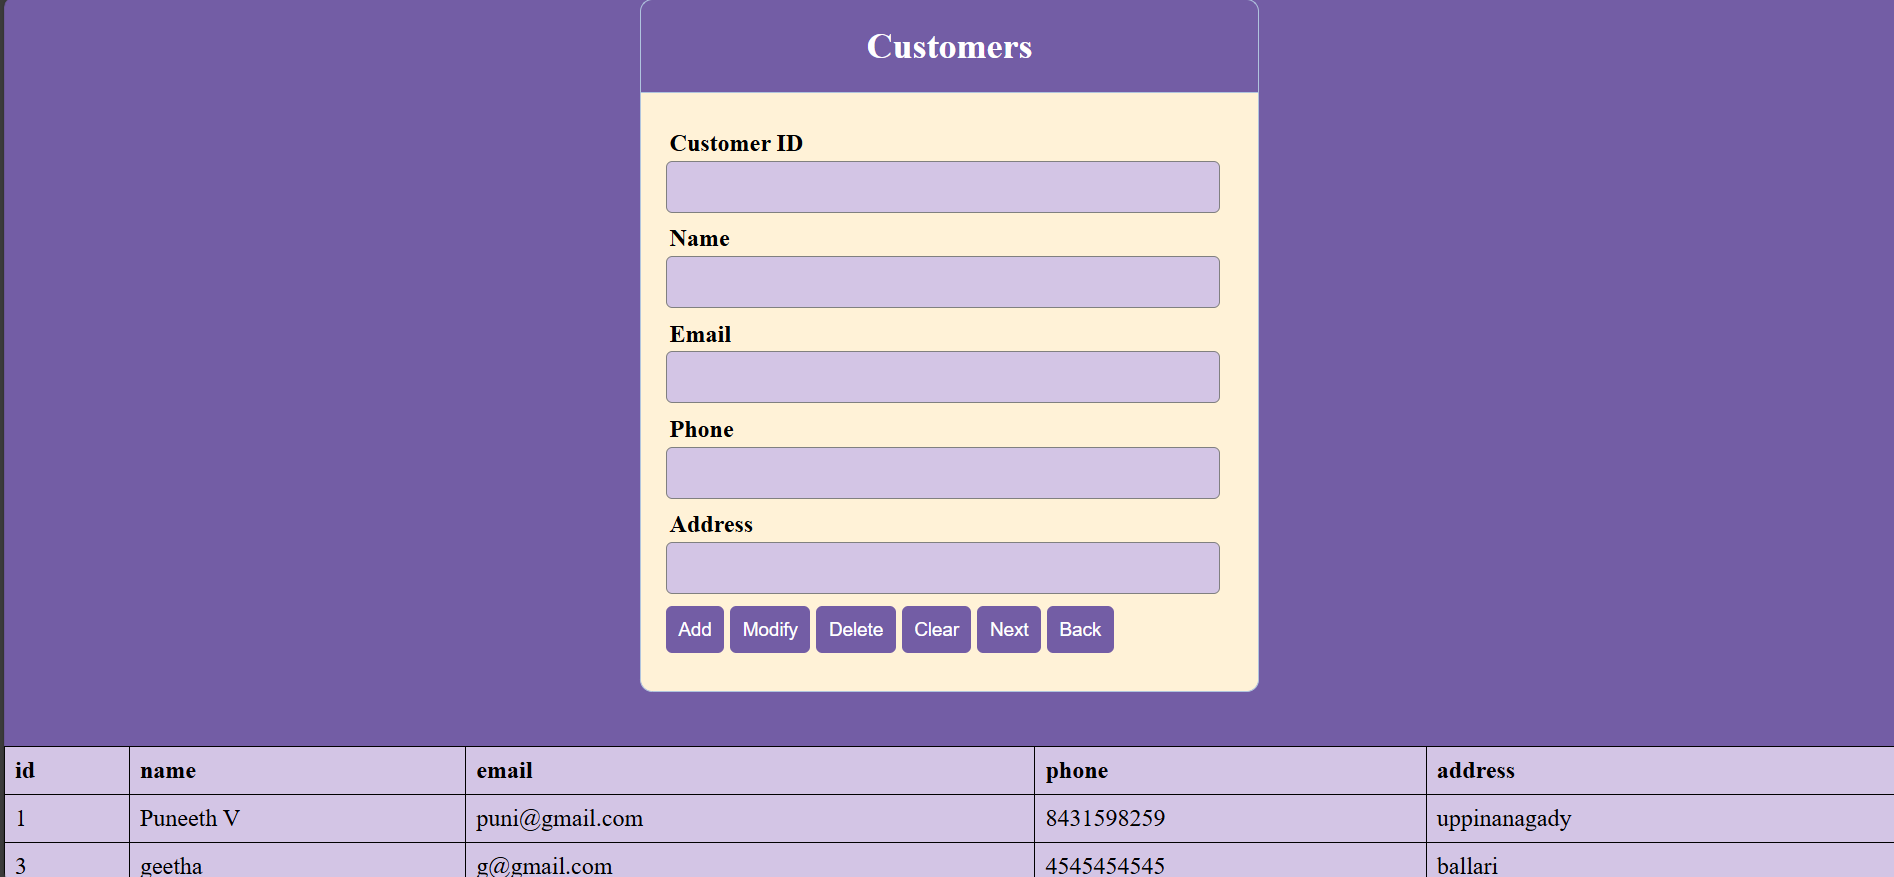 Customers
Customer ID
Name
Email
Phone
Address
Add Modify Delete Clear Next Back
id name email phone address
1 Puneeth V puni@gmail.com 8431598259 uppinanagady
3 geetha g@gmail.com 4545454545 ballari